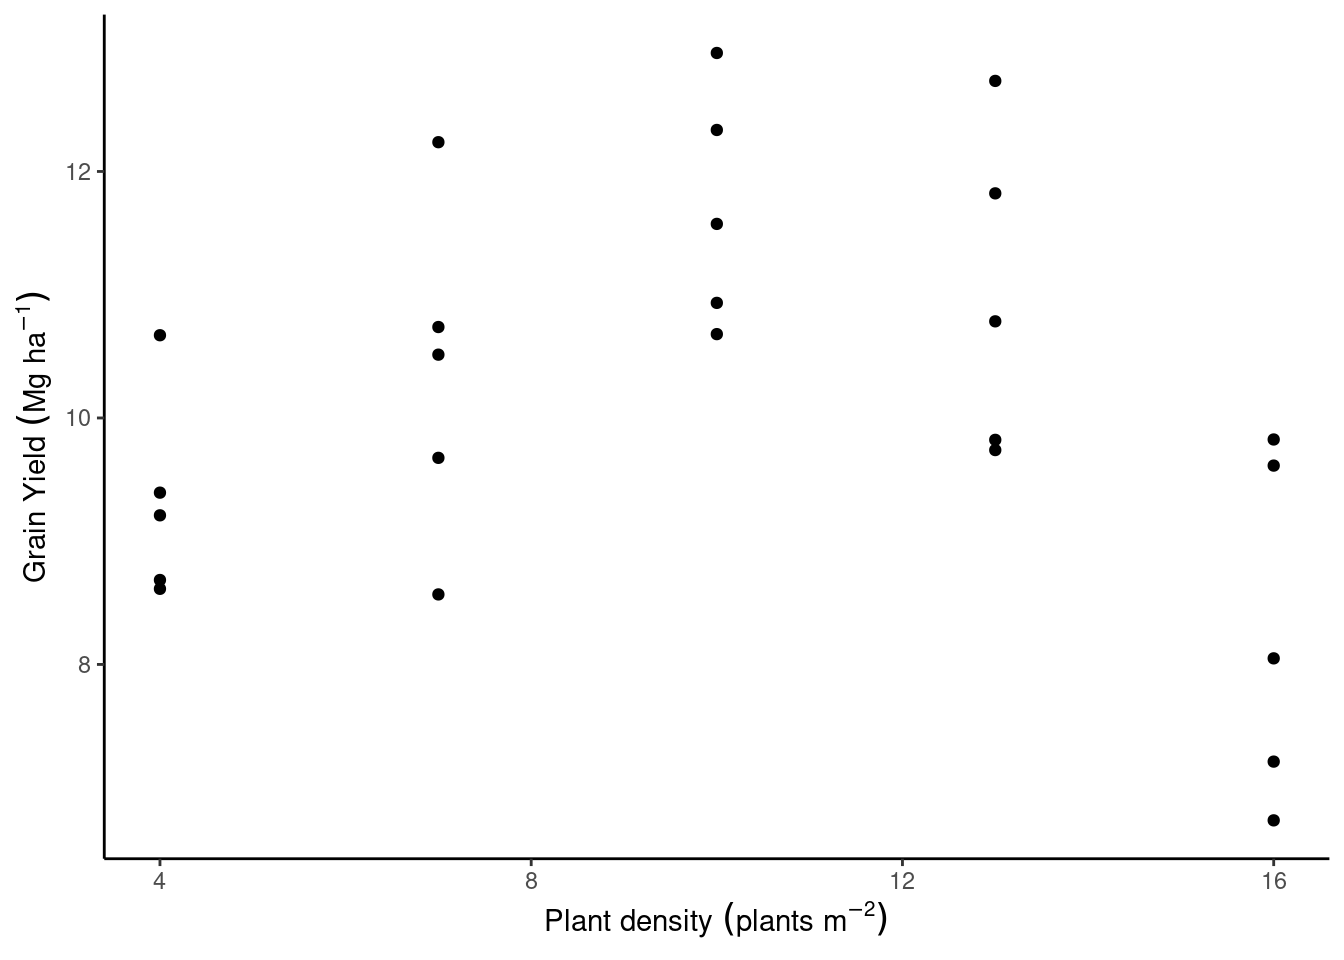 Grain Yield (Mg ha⁻¹)
12
10
8
4 8 12 16
Plant density (plants m⁻²)